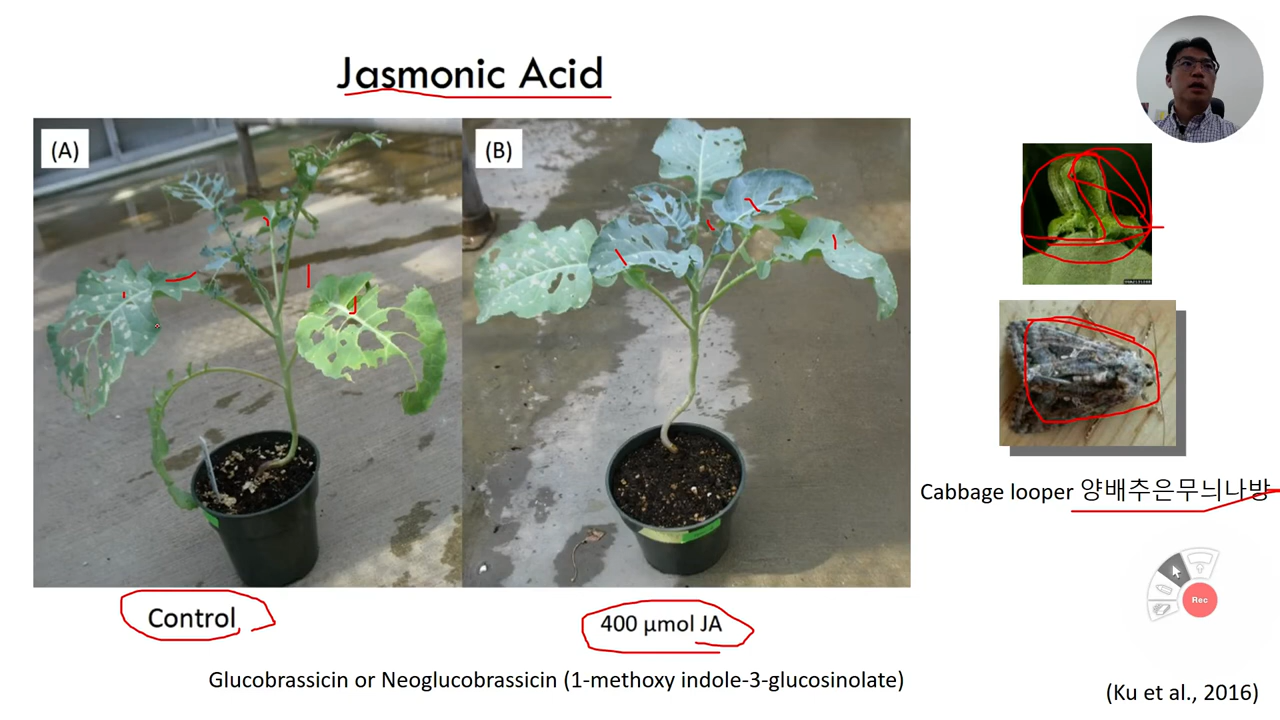 Jasmonic Acid
(A)
(B)
Cabbage looper 양배추은무늬나방
Rec
Control
400 µmol JA
Glucobrassicin or Neoglucobrassicin (1-methoxy indole-3-glucosinolate)
(Ku et al., 2016)